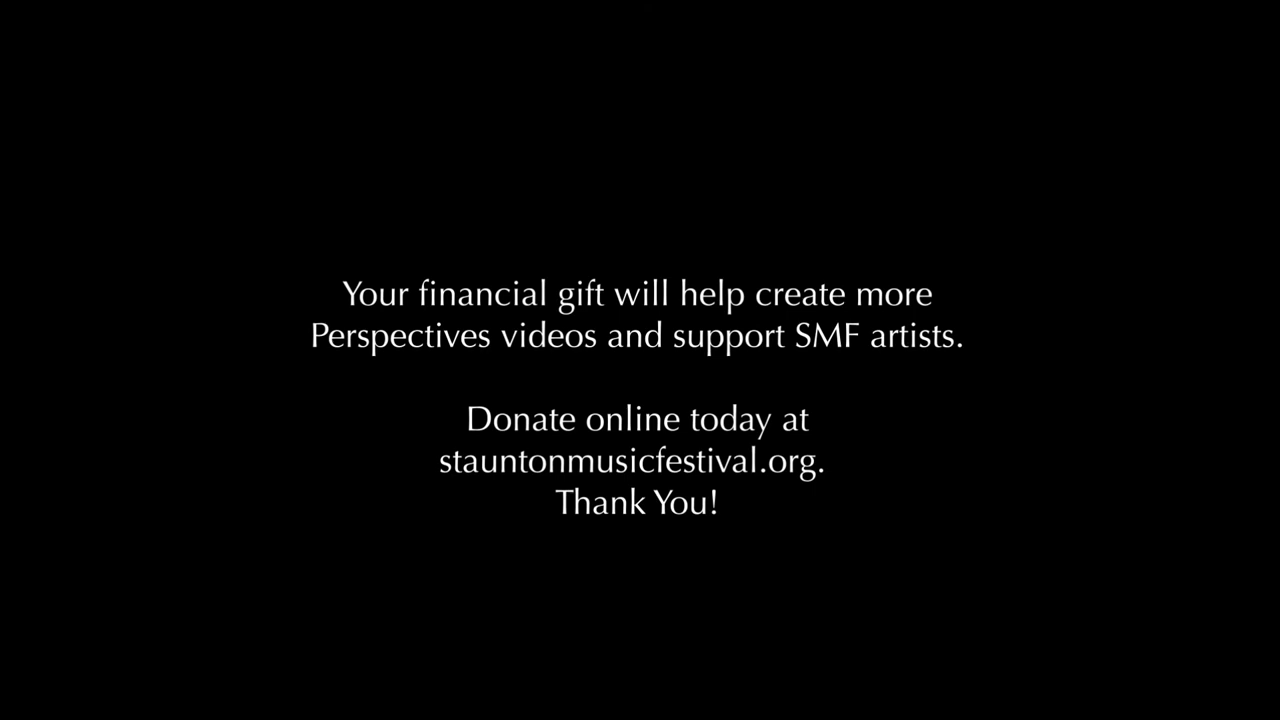 Your financial gift will help create more
Perspectives videos and support SMF artists.
Donate online today at
stauntonmusicfestival.org.
Thank You!